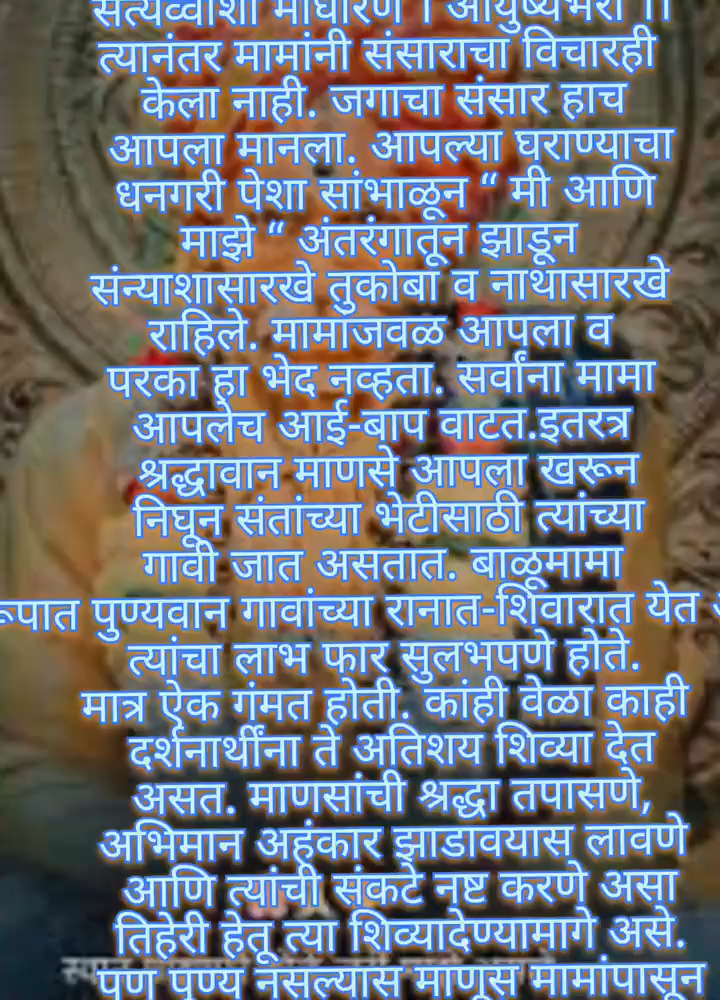 सत्यव्वाशी माघारणे । आयुष्यभरी ।।
त्यानंतर मामांनी संसाराचा विचारही
केला नाही. जगाचा संसार हाच
आपला मानला. आपल्या घराण्याचा
धनगरी पेशा सांभाळून “ मी आणि
माझे “ अंतरंगातून झाडून
संन्याशासारखे तुकोबा व नाथासारखे
राहिले. मामांजवळ आपला व
परका हा भेद नव्हता. सर्वांना मामा
आपलेच आई-बाप वाटत.इतरत्र
श्रद्धावान माणसे आपला खरून
निघून संतांच्या भेटीसाठी त्यांच्या
गावी जात असतात. बाळूमामा
रूपात पुण्यवान गावांच्या रानात-शिवारात येत
त्यांचा लाभ फार सुलभपणे होते.
मात्र ऐक गंमत होती. कांही वेळा काही
दर्शनार्थींना ते अतिशय शिव्या देत
असत. माणसांची श्रद्धा तपासणे,
अभिमान अहंकार झाडावयास लावणे
आणि त्यांची संकटे नष्ट करणे असा
तिहेरी हेतू त्या शिव्यादेण्यामागे असे.
पण पुण्य नसल्यास माणूस मामांपासून